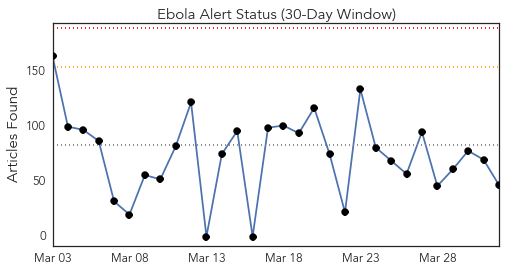 Ebola Alert Status (30-Day Window)
Articles Found
150
100
50
0
Mar 03 Mar 08 Mar 13 Mar 18 Mar 23 Mar 28